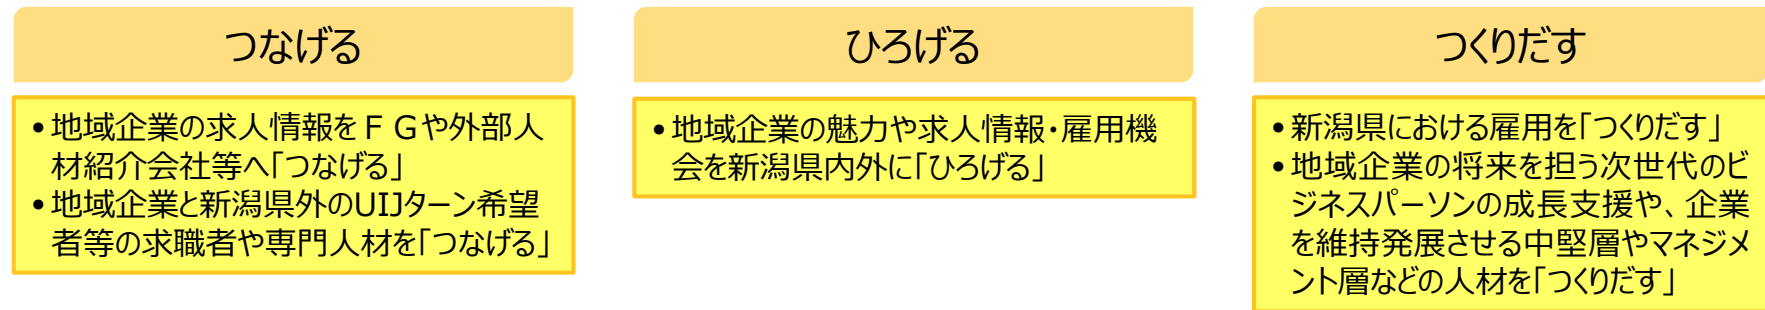 つなげる
•地域企業の求人情報をＦＧや外部人
材紹介会社等へ｢つなげる｣
•地域企業と新潟県外のUIJターン希望
者等の求職者や専門人材を｢つなげる｣
ひろげる
•地域企業の魅力や求人情報・雇用機
会を新潟県内外に｢ひろげる｣
つくりだす
•新潟県における雇用を｢つくりだす｣
•地域企業の将来を担う次世代のビ
ジネスパーソンの成長支援や、企業
を維持発展させる中堅層やマネジメ
ント層などの人材を｢つくりだす｣